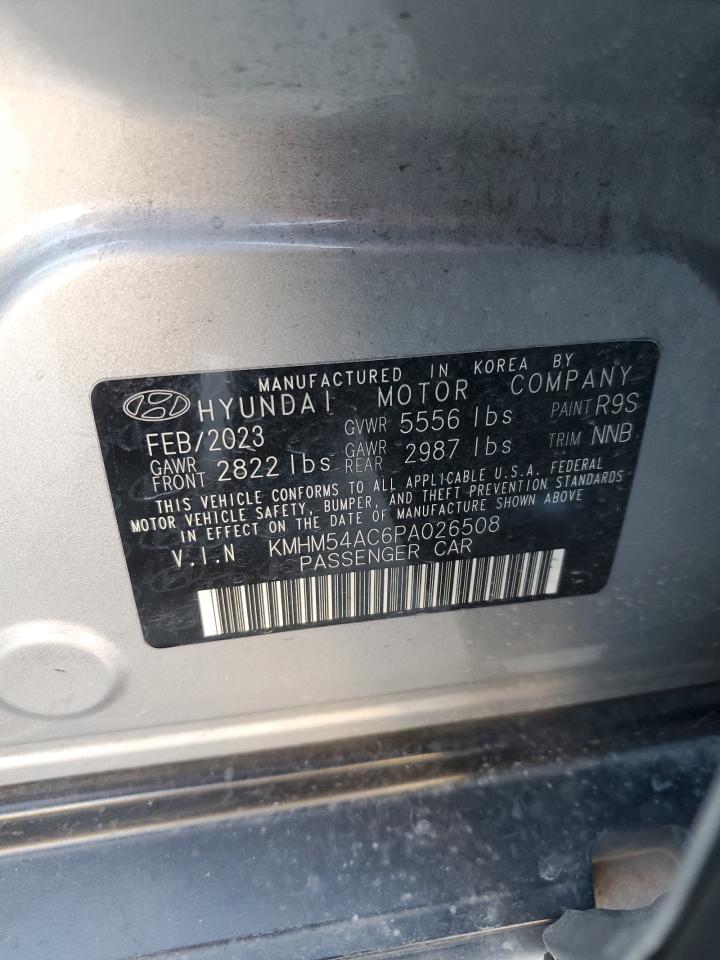 MANUFACTURED IN KOREA BY
HYUNDAI MOTOR COMPANY
FEB/2023 GVWR 5556 lbs PAINT R9S
GAWR FRONT 2822 lbs GAWR REAR 2987 lbs TRIM NNB
THIS VEHICLE CONFORMS TO ALL APPLICABLE U.S.A. FEDERAL
MOTOR VEHICLE SAFETY, BUMPER, AND THEFT PREVENTION STANDARDS
IN EFFECT ON THE DATE OF MANUFACTURE SHOWN ABOVE
V.I.N KMHM54AC6PA026508
PASSENGER CAR